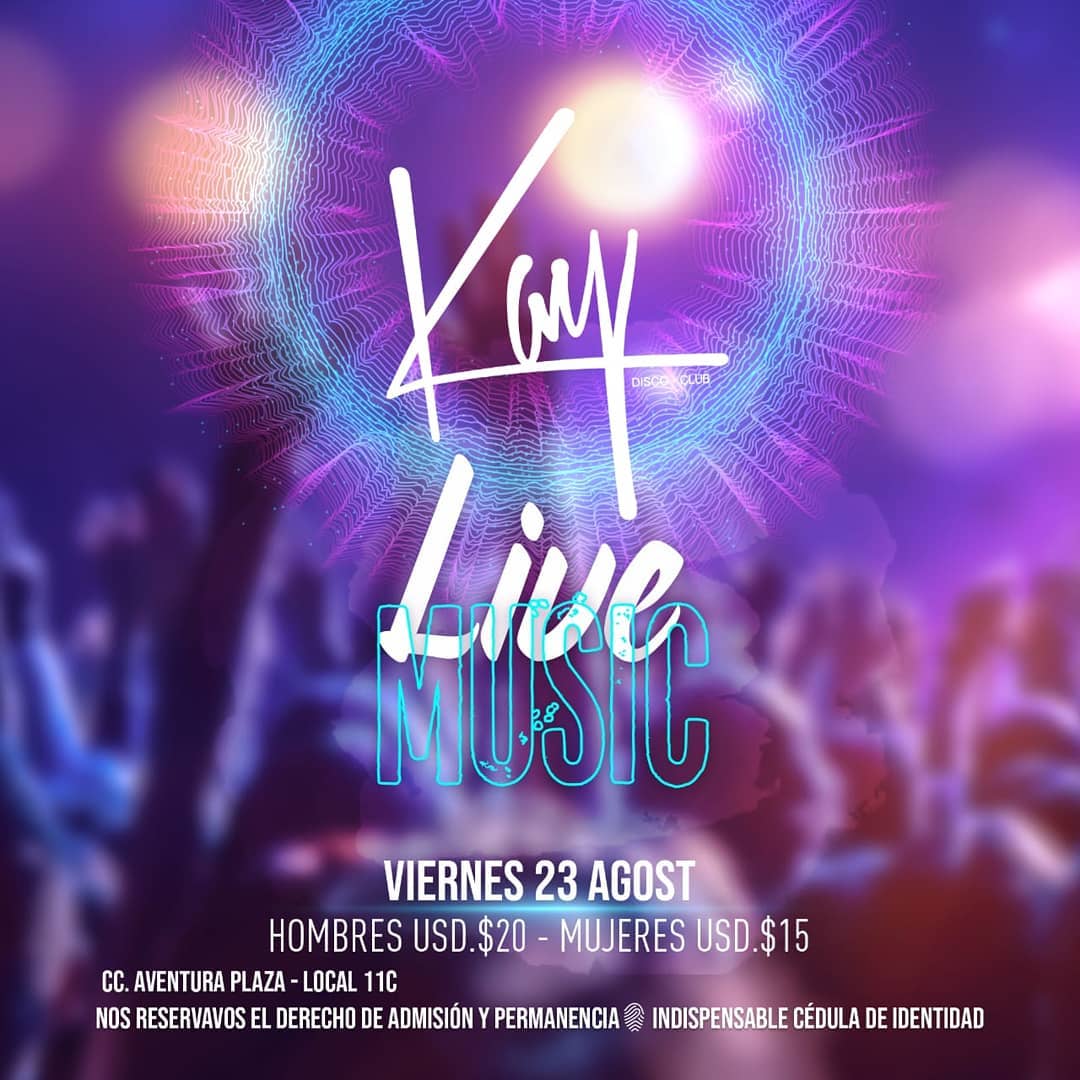 Kay
DISCO CLUB
Live
MUSIC
VIERNES 23 AGOST
HOMBRES USD.$20 - MUJERES USD.$15
CC. AVENTURA PLAZA - LOCAL 11C
NOS RESERVAVOS EL DERECHO DE ADMISIÓN Y PERMANENCIA INDISPENSABLE CÉDULA DE IDENTIDAD